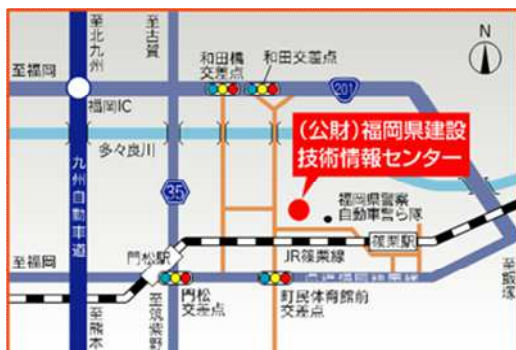 至北九州
至古賀
和田橋
交差点
和田交差点
N
至福岡
201
福岡IC
(公財)福岡県建設
技術情報センター
多々良川
九州自動車道
35
福岡県警察
自動車警ら隊
篠栗駅
JR篠栗線
至福岡
門松駅
至飯塚
門松
交差点
町民体育館前
交差点
至熊本
至筑紫野